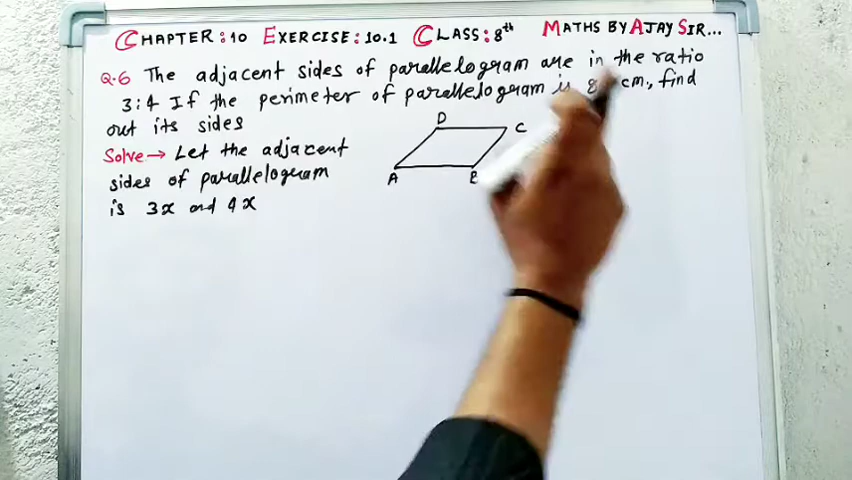 CHAPTER:10 EXERCISE:10.1 CLASS:8th MATHS BY AJAY SIR...
Q.6 The adjacent sides of parallelogram are in the ratio
3:4 If the perimeter of parallelogram is cm., find
out its sides
Solve→ Let the adjacent
sides of parallelogram
is 3x and 4x
D C
A B